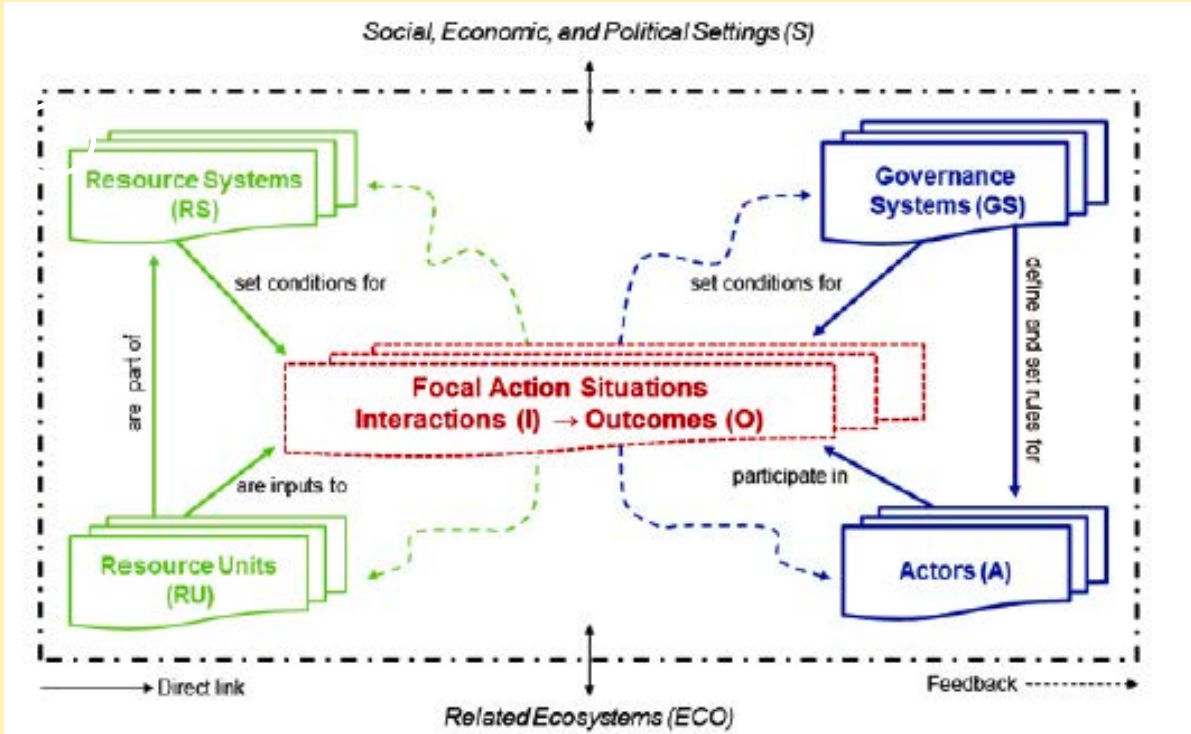 Social, Economic, and Political Settings (S)
Resource Systems
(RS)
Governance
Systems (GS)
set conditions for
set conditions for
are part of
define and set rules for
Focal Action Situations
Interactions (I) → Outcomes (O)
are inputs to
participate in
Resource Units
(RU)
Actors (A)
Direct link
Feedback
Related Ecosystems (ECO)